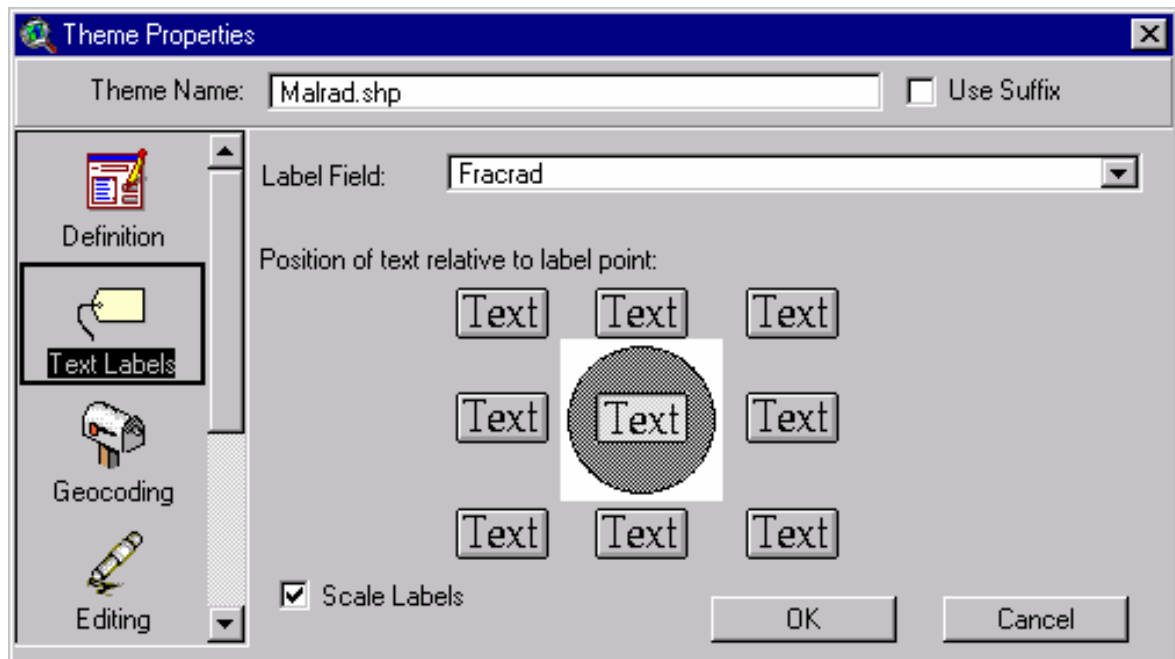 Theme Properties
Theme Name: Malrad.shp Use Suffix
Definition
Text Labels
Geocoding
Editing
Label Field: Fracrad
Position of text relative to label point:
Text Text Text
Text Text Text
Text Text Text
Scale Labels
OK Cancel